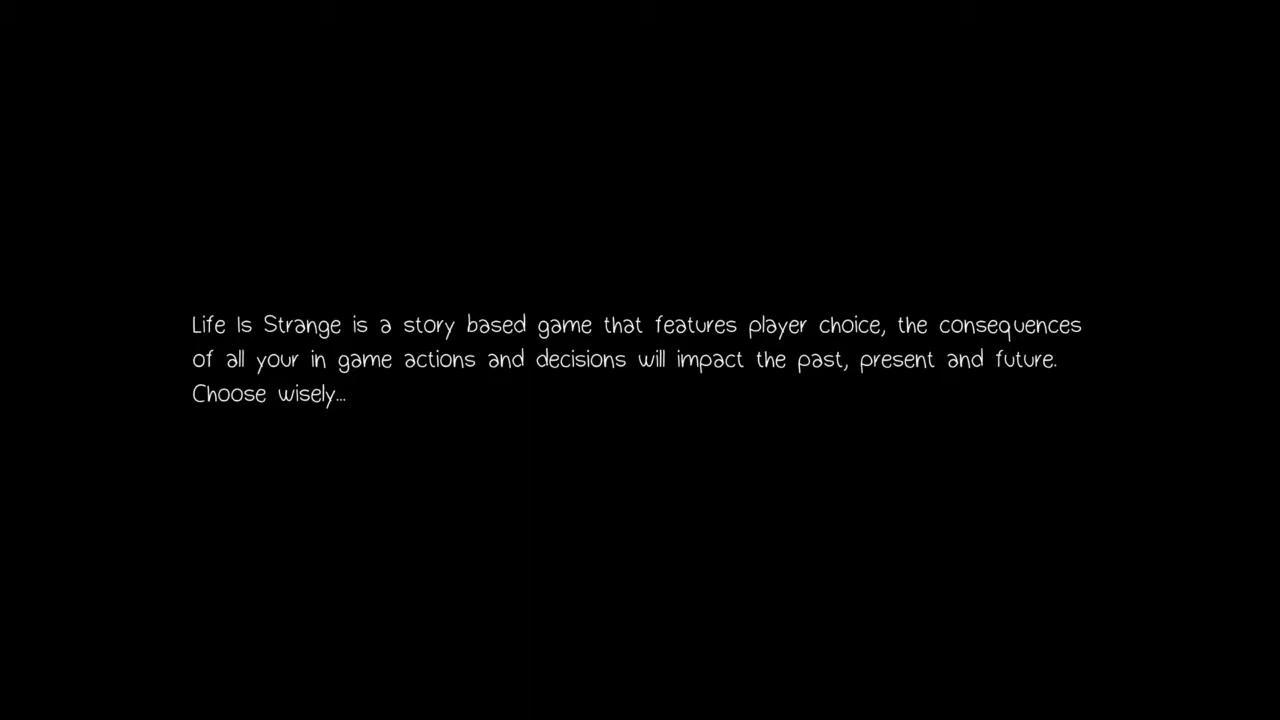 Life Is Strange is a story based game that features player choice, the consequences
of all your in game actions and decisions will impact the past, present and future.
Choose wisely...